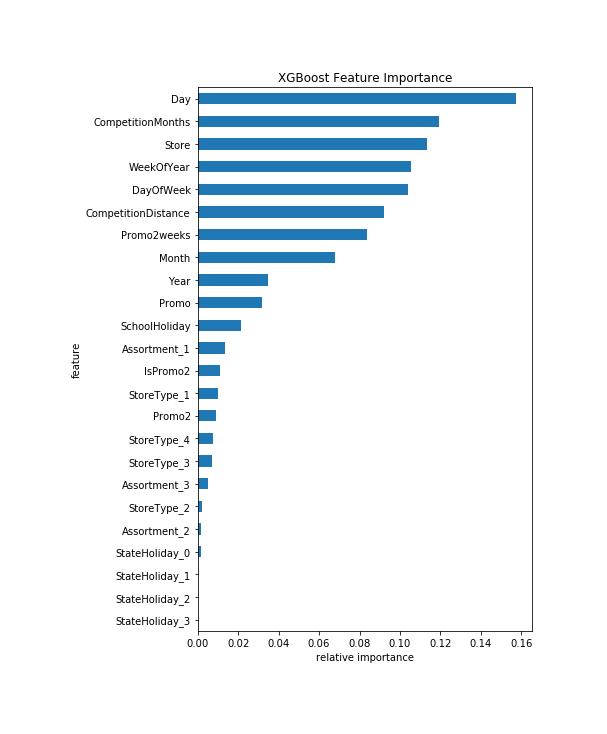 XGBoost Feature Importance
Day
CompetitionMonths
Store
WeekOfYear
DayOfWeek
CompetitionDistance
Promo2weeks
Month
Year
Promo
SchoolHoliday
Assortment_1
IsPromo2
StoreType_1
Promo2
StoreType_4
StoreType_3
Assortment_3
StoreType_2
Assortment_2
StateHoliday_0
StateHoliday_1
StateHoliday_2
StateHoliday_3
feature
0.00 0.02 0.04 0.06 0.08 0.10 0.12 0.14 0.16
relative importance